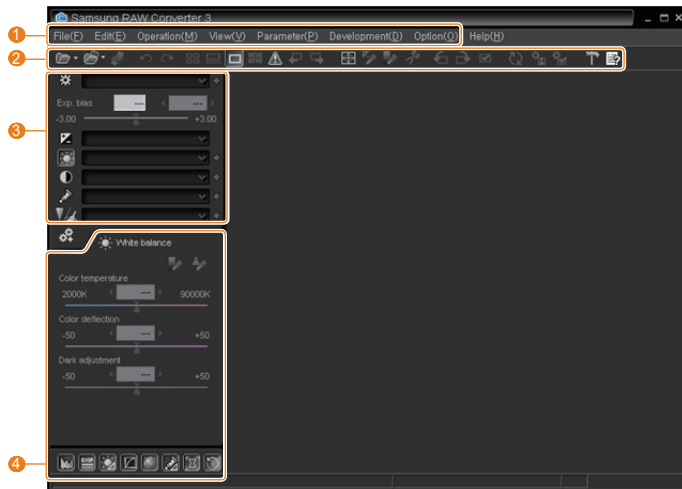 Samsung RAW Converter 3
1 File(F) Edit(E) Operation(M) View(V) Parameter(P) Development(D) Option(O) Help(H)
2
Exp. bias --- ---
3 -3.00 +3.00
White balance
Color temperature
2000K --- 90000K
Color deflection
-50 --- +50
Dark adjustment
-50 --- +50
4